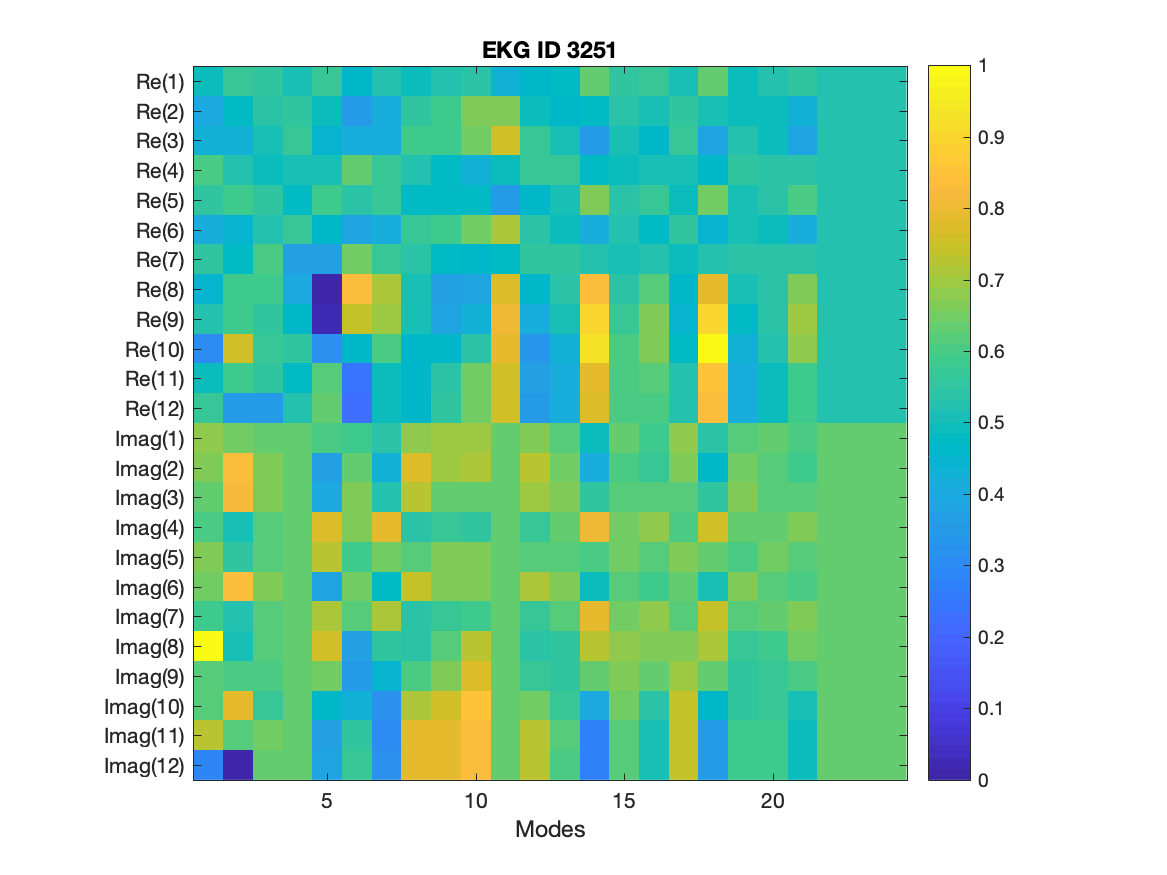 EKG ID 3251
Re(1)
Re(2)
Re(3)
Re(4)
Re(5)
Re(6)
Re(7)
Re(8)
Re(9)
Re(10)
Re(11)
Re(12)
Imag(1)
Imag(2)
Imag(3)
Imag(4)
Imag(5)
Imag(6)
Imag(7)
Imag(8)
Imag(9)
Imag(10)
Imag(11)
Imag(12)
5 10 15 20
Modes
1
0.9
0.8
0.7
0.6
0.5
0.4
0.3
0.2
0.1
0